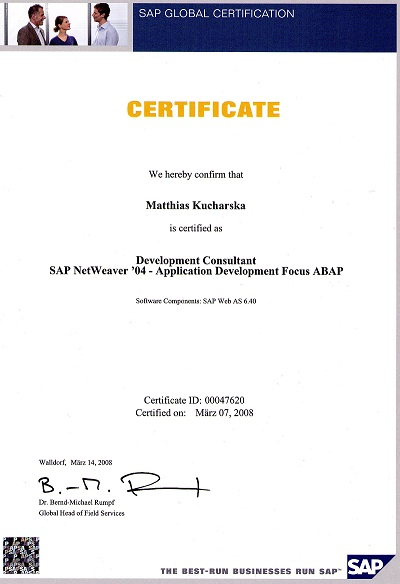 SAP GLOBAL CERTIFICATION
CERTIFICATE
We hereby confirm that
Matthias Kucharska
is certified as
Development Consultant
SAP NetWeaver '04 - Application Development Focus ABAP
Software Components: SAP Web AS 6.40
Certificate ID: 00047620
Certified on: März 07, 2008
Walldorf, März 14, 2008
Dr. Bernd-Michael Rumpf
Global Head of Field Services
THE BEST-RUN BUSINESSES RUN SAP™
SAP